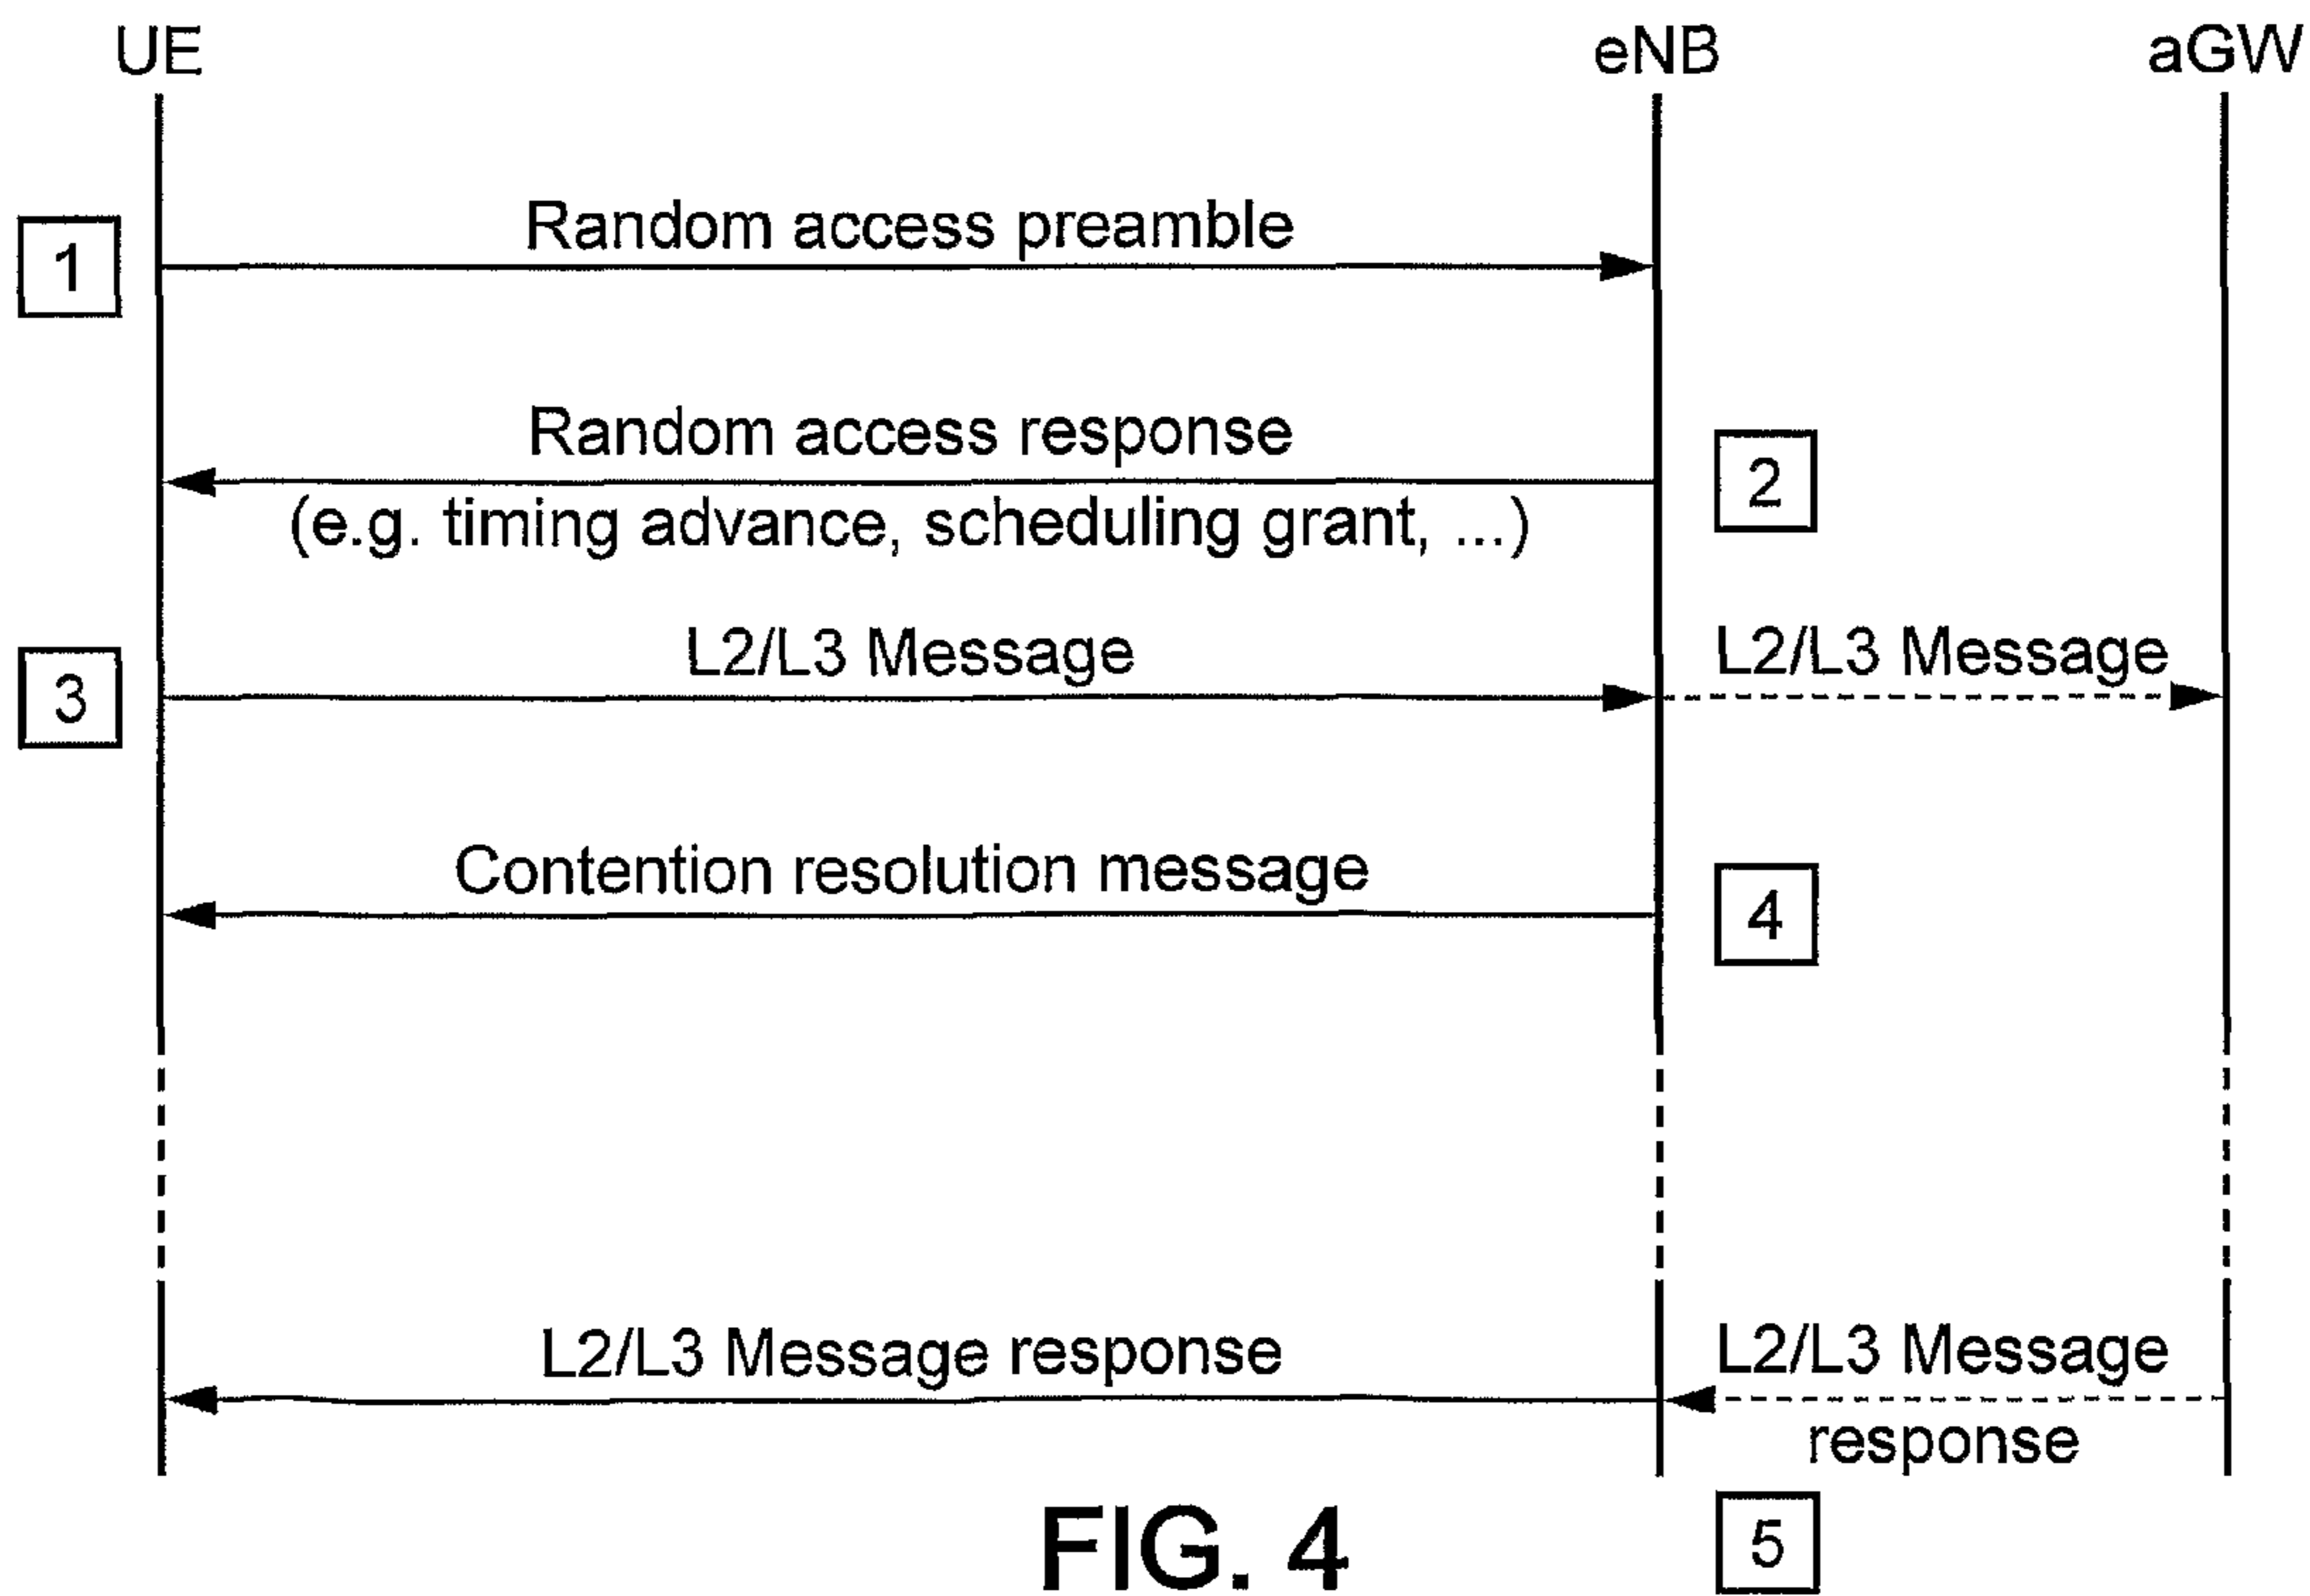 UE eNB aGW
Random access preamble
1
Random access response
2
(e.g. timing advance, scheduling grant, ...)
L2/L3 Message L2/L3 Message
3
Contention resolution message
4
L2/L3 Message response L2/L3 Message
response
FIG. 4
5